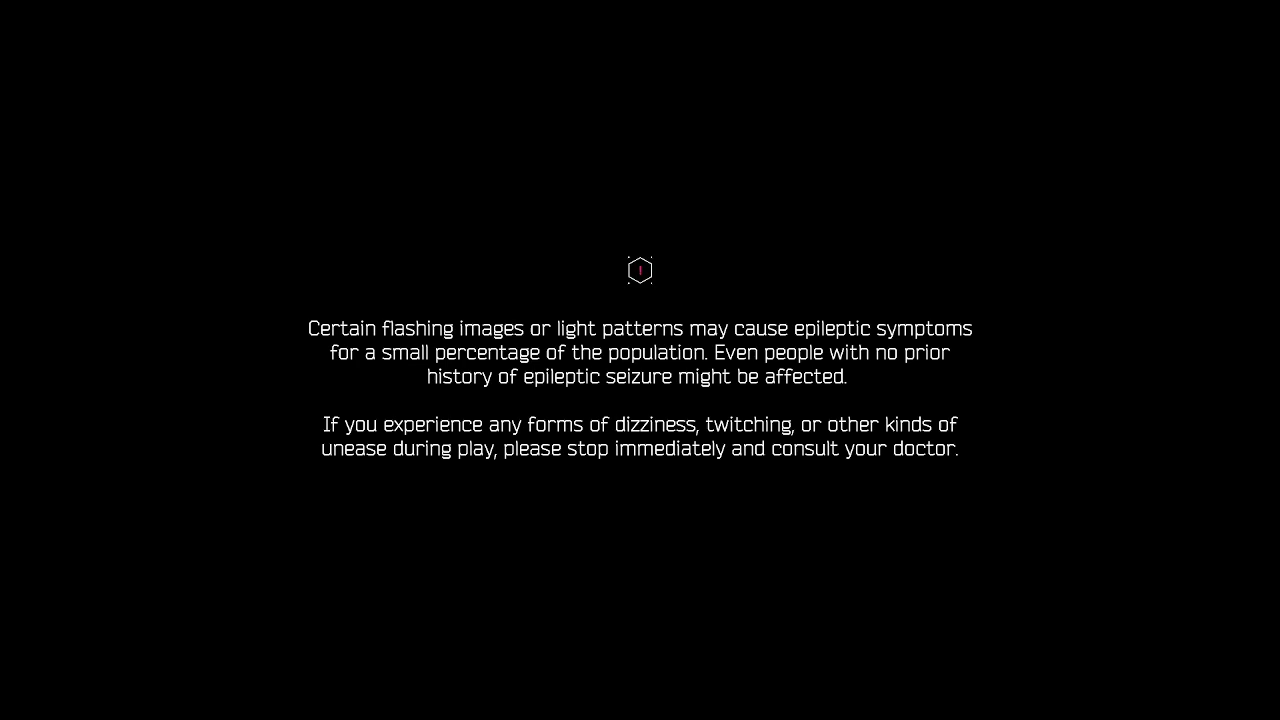 !
Certain flashing images or light patterns may cause epileptic symptoms
for a small percentage of the population. Even people with no prior
history of epileptic seizure might be affected.
If you experience any forms of dizziness, twitching, or other kinds of
unease during play, please stop immediately and consult your doctor.